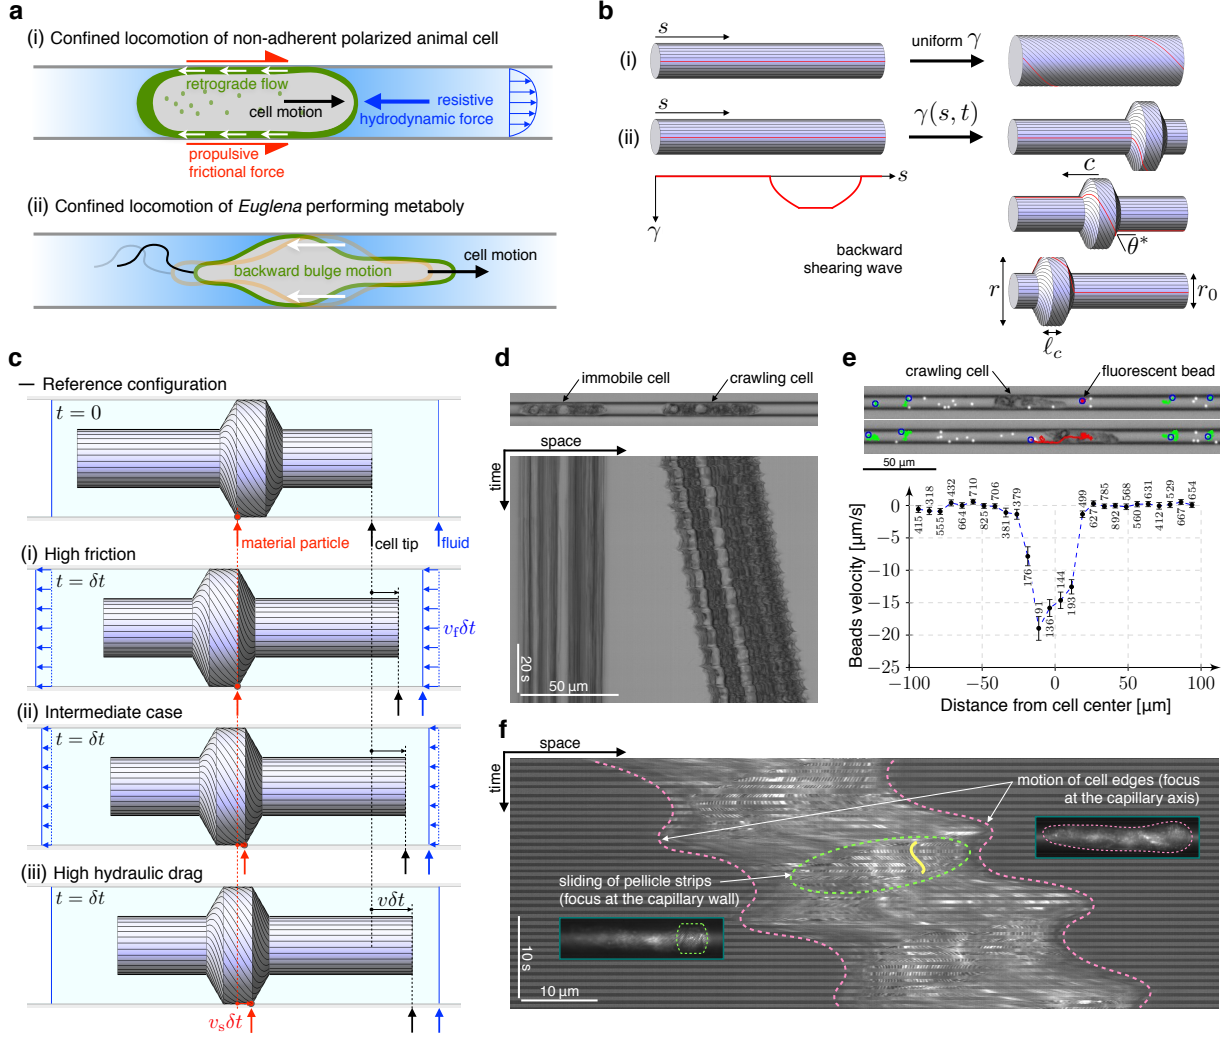 a
(i) Confined locomotion of non-adherent polarized animal cell
retrograde flow
cell motion
resistive
hydrodynamic force
propulsive
frictional force
(ii) Confined locomotion of Euglena performing metaboly
backward bulge motion
cell motion
b
(i)
s
uniform γ
(ii)
s
γ(s, t)
s
γ
c
θ*
backward
shearing wave
r
r₀
ℓc
c
Reference configuration
t = 0
material particle
cell tip
fluid
(i) High friction
t = δt
vfδt
(ii) Intermediate case
t = δt
(iii) High hydraulic drag
t = δt
vδt
vsδt
d
immobile cell
crawling cell
space
time
20 s
50 µm
e
crawling cell
fluorescent bead
50 µm
Beads velocity [µm/s]
0
−5
−10
−15
−20
−25
415
318
555
432
664
710
825
706
381
379
176
91
136
144
193
499
627
785
892
568
560
631
412
529
667
654
−100
−50
0
50
100
Distance from cell center [µm]
f
space
time
motion of cell edges (focus
at the capillary axis)
sliding of pellicle strips
(focus at the capillary wall)
10 s
10 µm